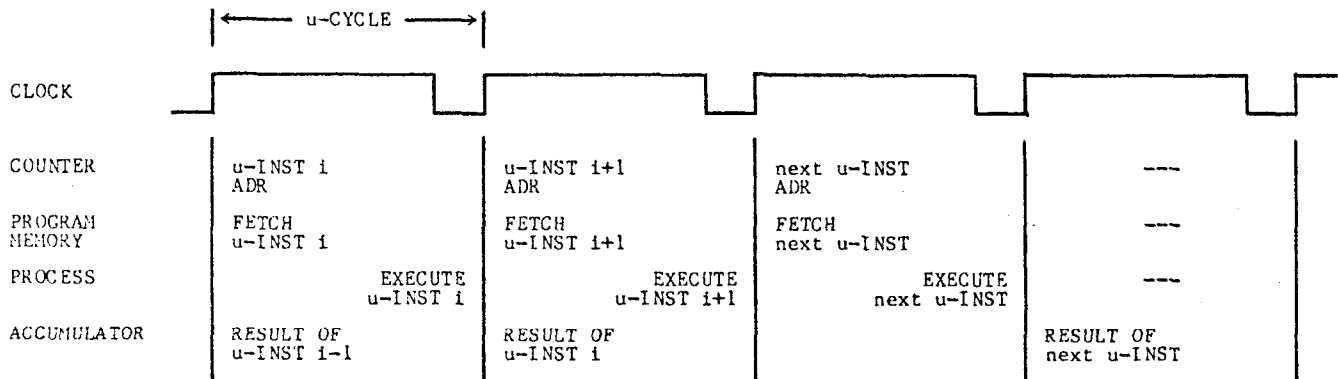 u-CYCLE
CLOCK
COUNTER
u-INST i
ADR
u-INST i+1
ADR
next u-INST
ADR
---
PROGRAM
MEMORY
FETCH
u-INST i
FETCH
u-INST i+1
FETCH
next u-INST
---
PROCESS
EXECUTE
u-INST i
EXECUTE
u-INST i+1
EXECUTE
next u-INST
---
ACCUMULATOR
RESULT OF
u-INST i-1
RESULT OF
u-INST i
RESULT OF
next u-INST